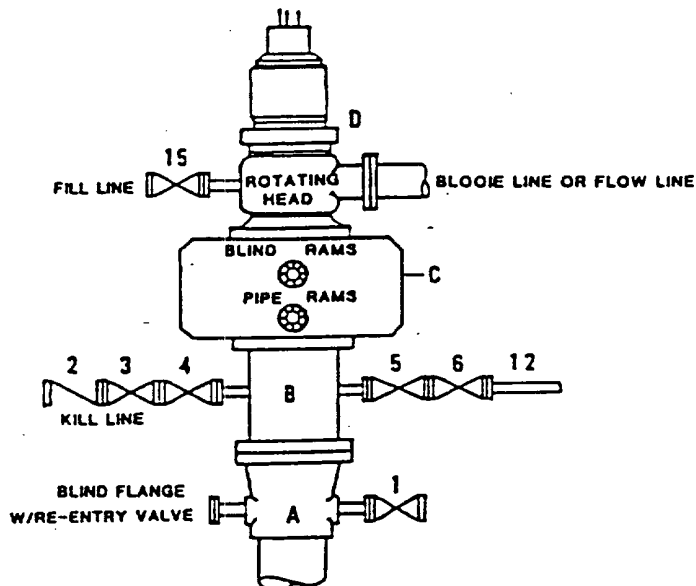 D
15
FILL LINE
ROTATING
HEAD
BLOOIE LINE OR FLOW LINE
BLIND RAMS
C
PIPE RAMS
2 3 4
5 6 12
B
KILL LINE
BLIND FLANGE
W/RE-ENTRY VALVE
1
A